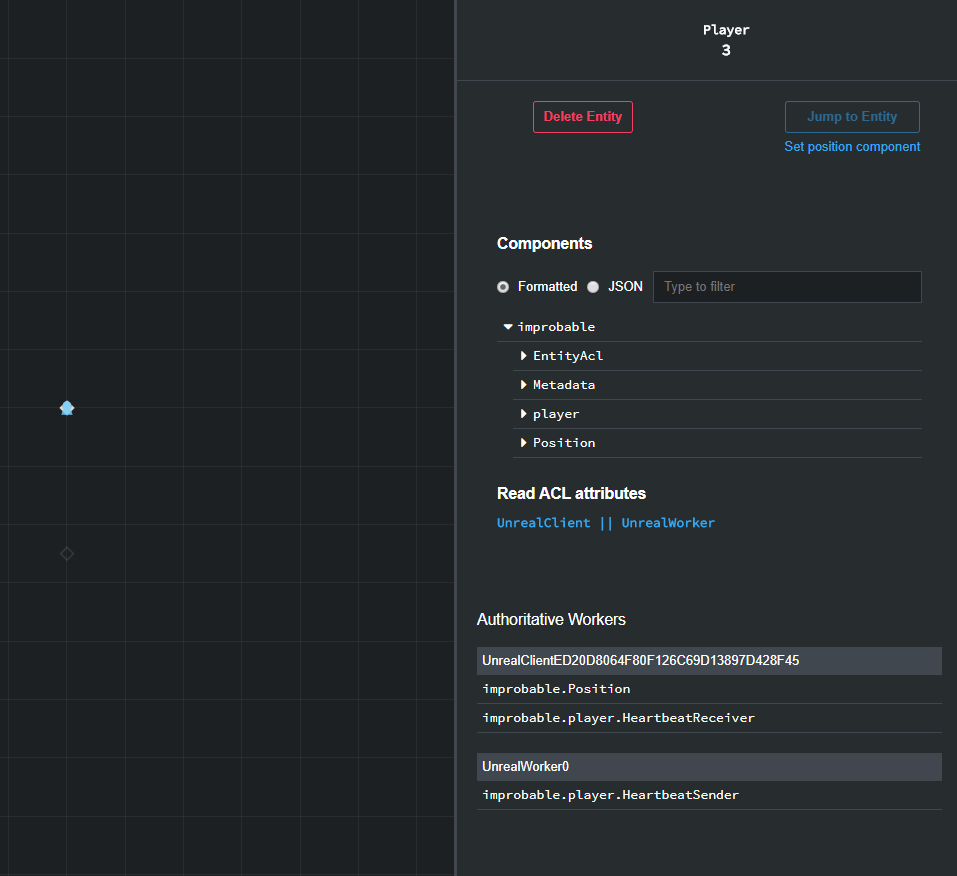 Player
3
Delete Entity
Jump to Entity
Set position component
Components
Formatted JSON Type to filter
improbable
EntityAcl
Metadata
player
Position
Read ACL attributes
UnrealClient || UnrealWorker
Authoritative Workers
UnrealClientED20D8064F80F126C69D13897D428F45
improbable.Position
improbable.player.HeartbeatReceiver
UnrealWorker0
improbable.player.HeartbeatSender